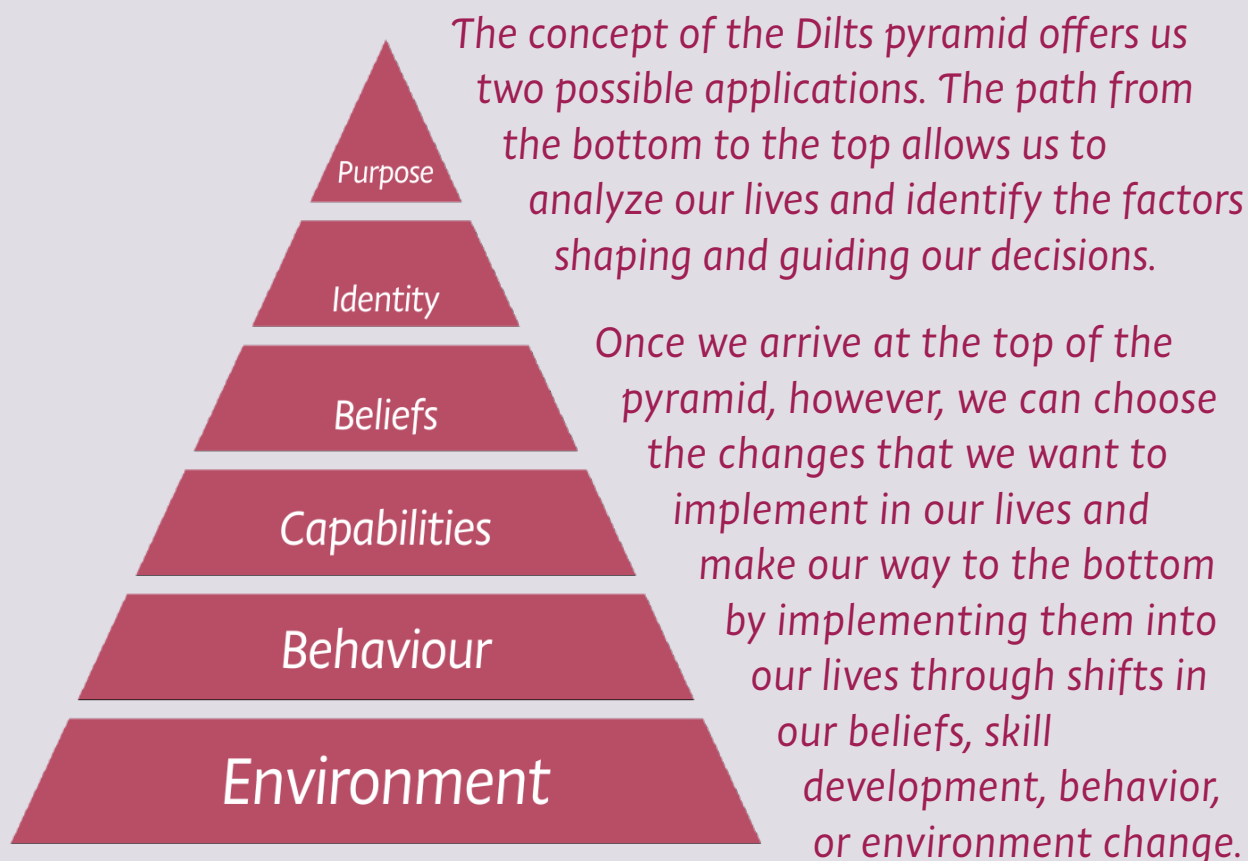 The concept of the Dilts pyramid offers us
two possible applications. The path from
the bottom to the top allows us to
analyze our lives and identify the factors
shaping and guiding our decisions.
Once we arrive at the top of the
pyramid, however, we can choose
the changes that we want to
implement in our lives and
make our way to the bottom
by implementing them into
our lives through shifts in
our beliefs, skill
development, behavior,
or environment change.
Purpose
Identity
Beliefs
Capabilities
Behaviour
Environment